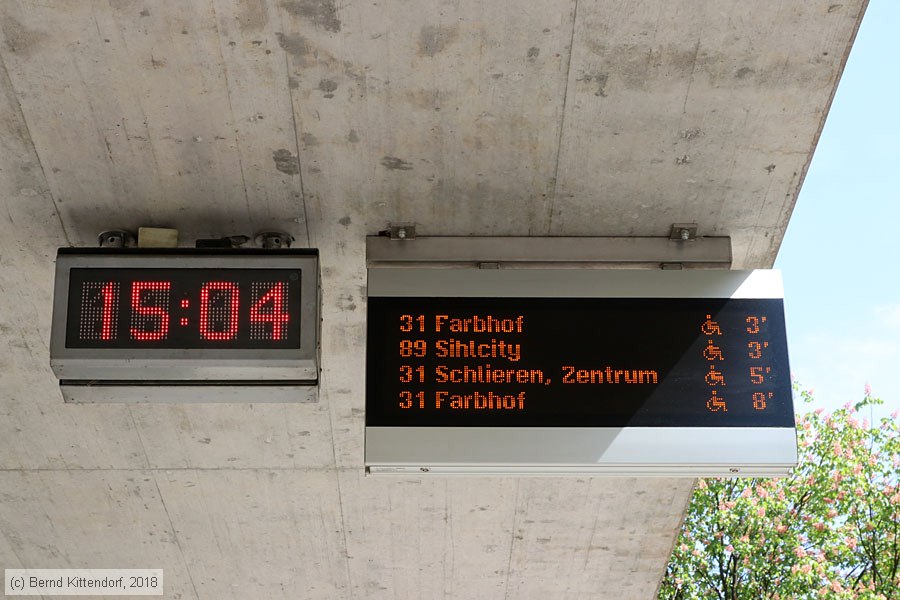 15:04
31 Farbhof 3'
89 Sihlcity 3'
31 Schlieren, Zentrum 5'
31 Farbhof 8'
(c) Bernd Kittendorf, 2018